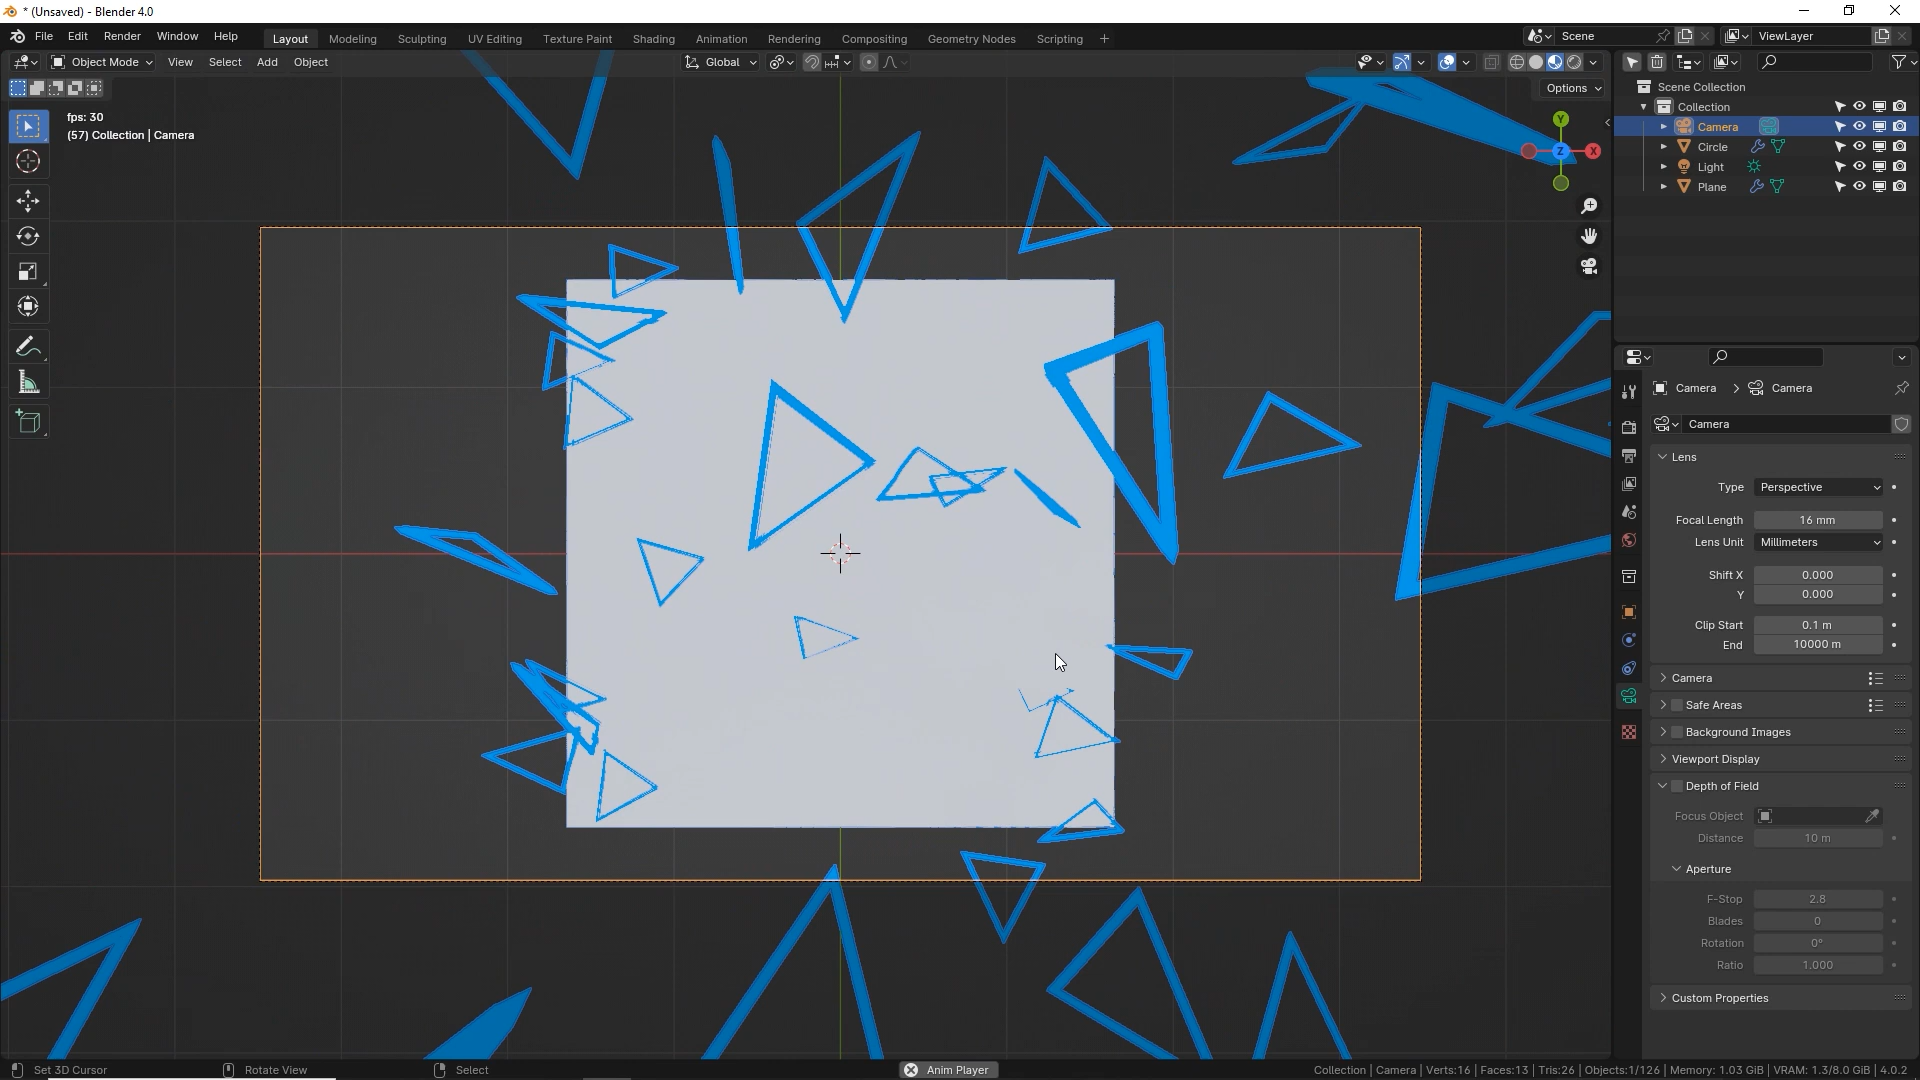 * (Unsaved) - Blender 4.0
File Edit Render Window Help
Layout Modeling Sculpting UV Editing Texture Paint Shading Animation Rendering Compositing Geometry Nodes Scripting +
Scene
ViewLayer
Object Mode
View Select Add Object
Global
Options
fps: 30
(57) Collection | Camera
Y
Z
X
Scene Collection
Collection
Camera
Circle
Light
Plane
Camera
Camera
Camera
Lens
Type Perspective
Focal Length 16 mm
Lens Unit Millimeters
Shift X 0.000
Y 0.000
Clip Start 0.1 m
End 10000 m
Camera
Safe Areas
Background Images
Viewport Display
Depth of Field
Focus Object
Distance 10 m
Aperture
F-Stop 2.8
Blades 0
Rotation 0°
Ratio 1.000
Custom Properties
Set 3D Cursor
Rotate View
Select
Anim Player
Collection | Camera | Verts:16 | Faces:13 | Tris:26 | Objects:1/126 | Memory: 1.03 GiB | VRAM: 1.3/8.0 GiB | 4.0.2